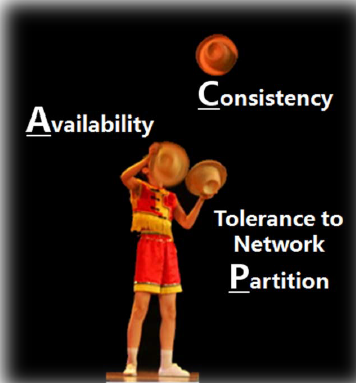 Consistency
Availability
Tolerance to
Network
Partition